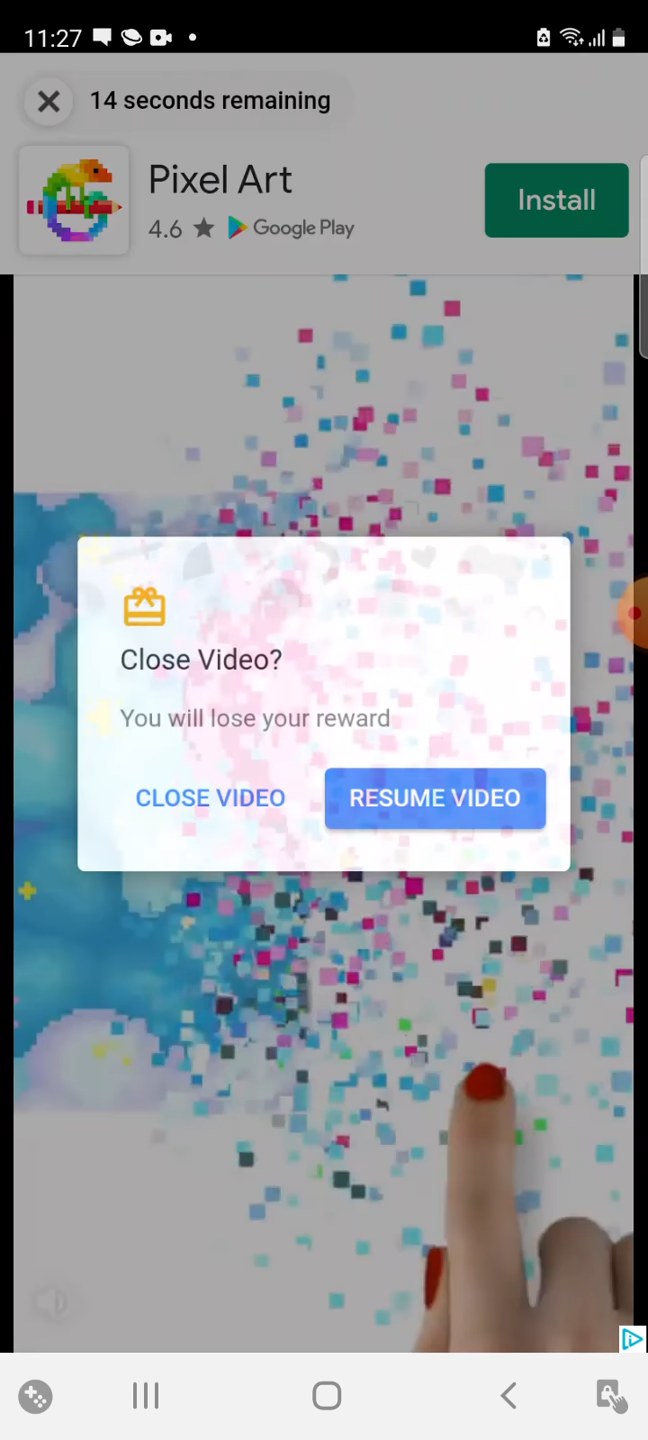 11:27
14 seconds remaining
Pixel Art
4.6 ★ Google Play
Install
Close Video?
You will lose your reward
CLOSE VIDEO
RESUME VIDEO